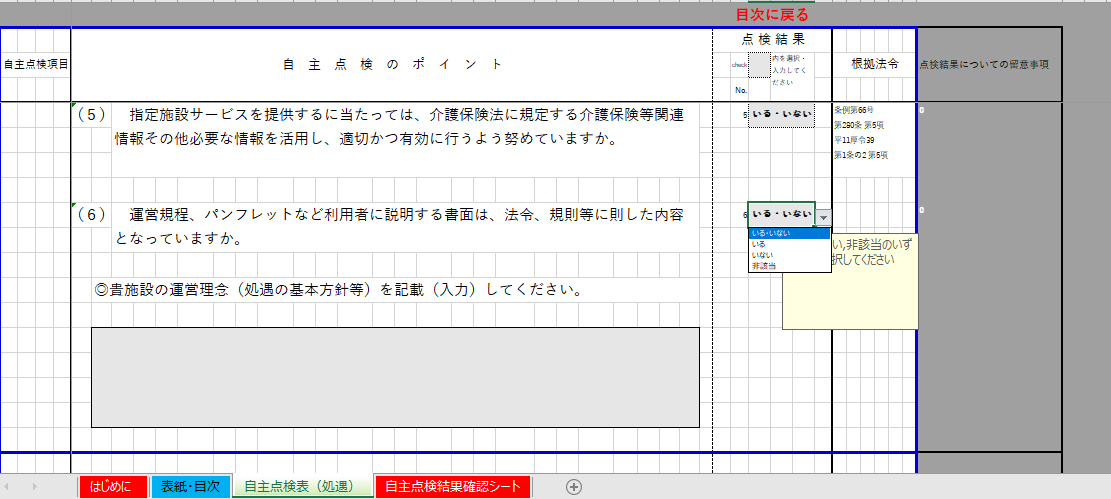 目次に戻る
点 検 結 果
自主点検項目
自 主 点 検 の ポ イ ン ト
check
内を選択・
入力してく
ださい
No.
根拠法令
点検結果についての留意事項
（5） 指定施設サービスを提供するに当たっては、介護保険法に規定する介護保険等関連
情報その他必要な情報を活用し、適切かつ有効に行うよう努めていますか。
5
いる・いない
条例第66号
第280条 第5項
平11厚令39
第1条の2 第5項
0
（6） 運営規程、パンフレットなど利用者に説明する書面は、法令、規則等に則した内容
となっていますか。
6
いる・いない
0
いる・いない
いる
いない
非該当
い,非該当のいず
択してください
◎貴施設の運営理念（処遇の基本方針等）を記載（入力）してください。
はじめに
表紙・目次
自主点検表（処遇）
自主点検結果確認シート